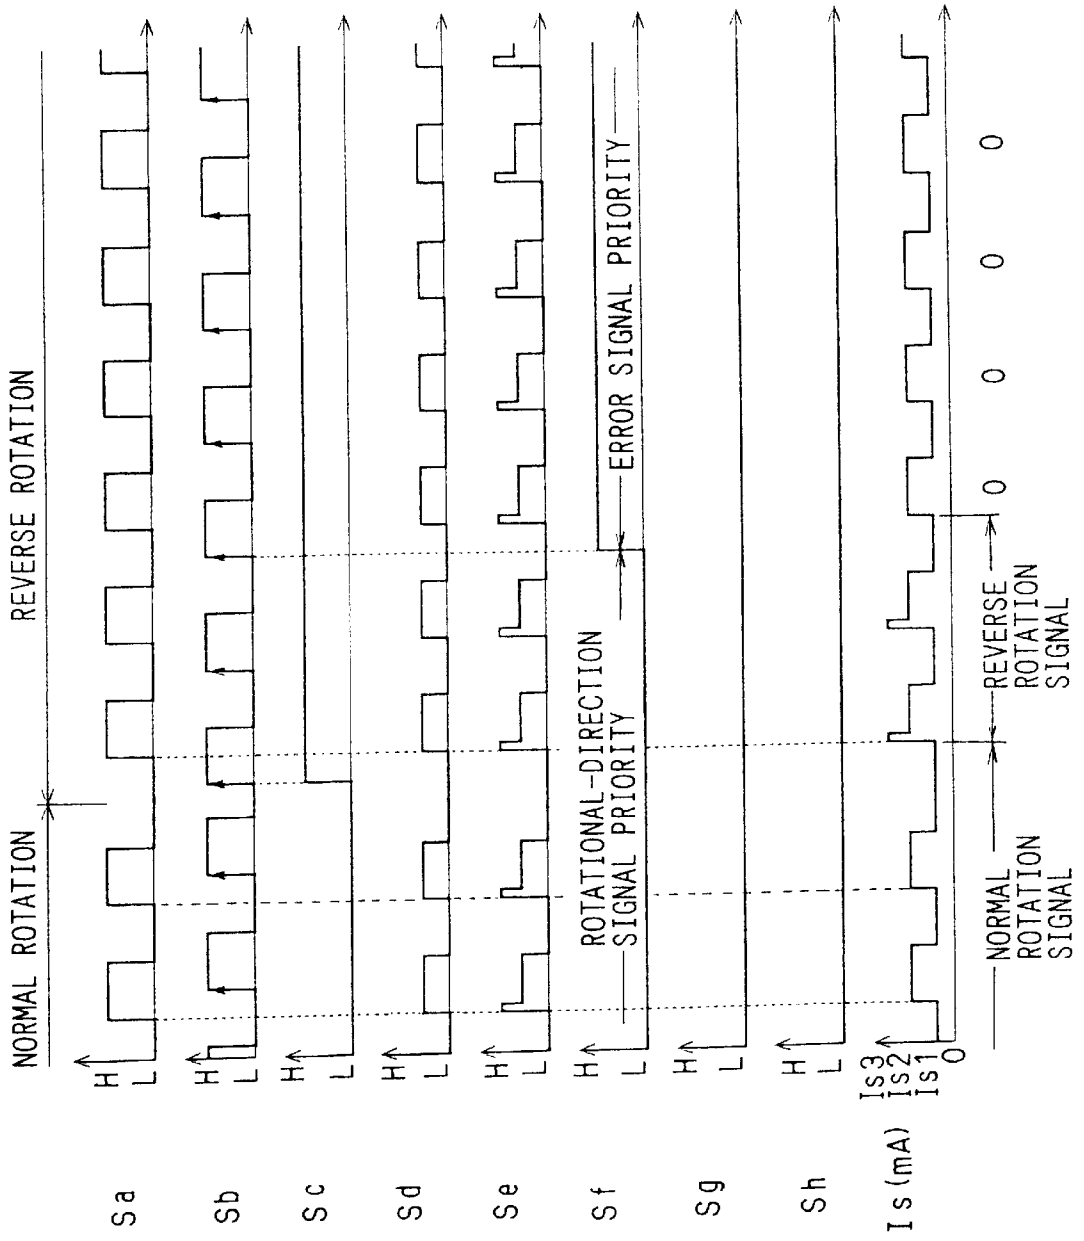 NORMAL ROTATION
REVERSE ROTATION
Sa
H
L
Sb
H
L
Sc
H
L
Sd
H
L
Se
H
L
Sf
H
L
ROTATIONAL-DIRECTION
SIGNAL PRIORITY
ERROR SIGNAL PRIORITY
Sg
H
L
Sh
H
L
Is (mA)
Is3
Is2
Is1
0
NORMAL
ROTATION
SIGNAL
REVERSE
ROTATION
SIGNAL
0
0
0
0